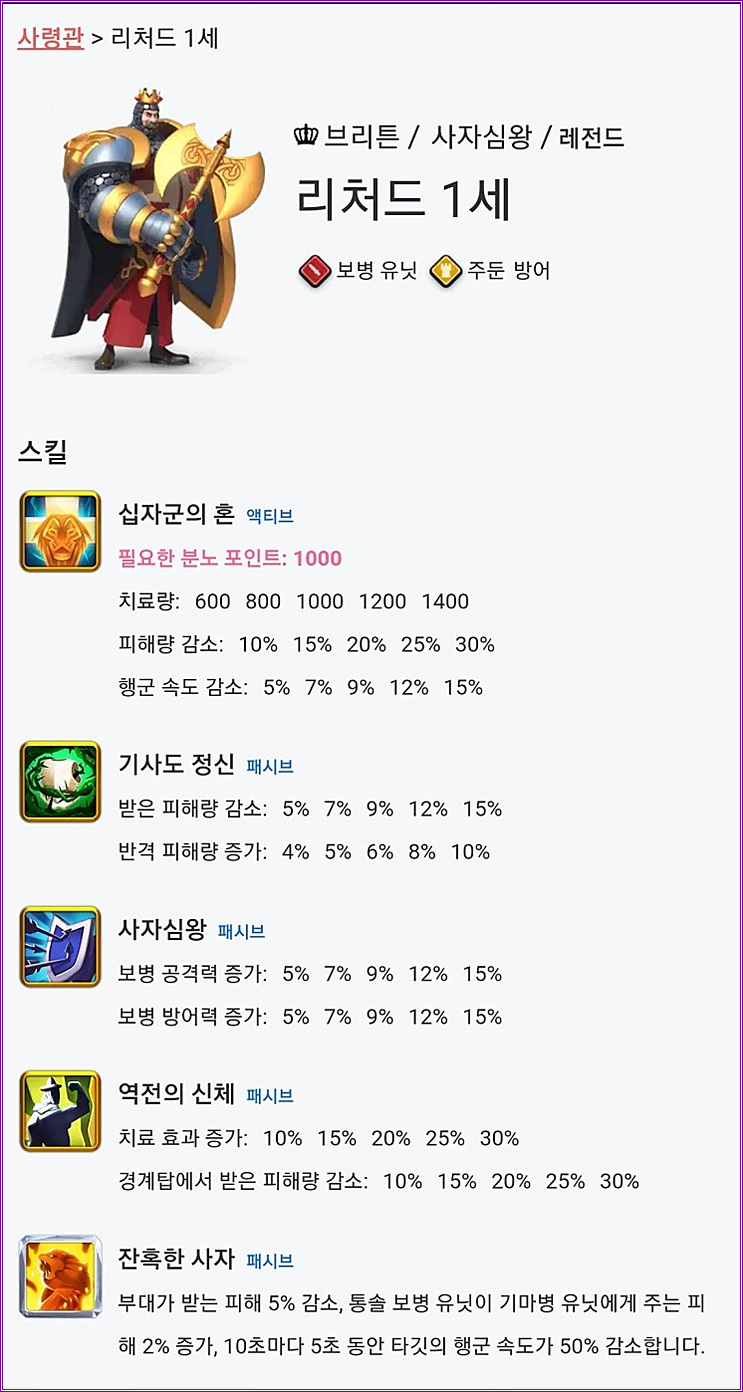 사령관 > 리처드 1세
브리튼 / 사자심왕 / 레전드
리처드 1세
보병 유닛 주둔 방어
스킬
십자군의 혼 액티브
필요한 분노 포인트: 1000
치료량: 600 800 1000 1200 1400
피해량 감소: 10% 15% 20% 25% 30%
행군 속도 감소: 5% 7% 9% 12% 15%
기사도 정신 패시브
받은 피해량 감소: 5% 7% 9% 12% 15%
반격 피해량 증가: 4% 5% 6% 8% 10%
사자심왕 패시브
보병 공격력 증가: 5% 7% 9% 12% 15%
보병 방어력 증가: 5% 7% 9% 12% 15%
역전의 신체 패시브
치료 효과 증가: 10% 15% 20% 25% 30%
경계탑에서 받은 피해량 감소: 10% 15% 20% 25% 30%
잔혹한 사자 패시브
부대가 받는 피해 5% 감소, 통솔 보병 유닛이 기마병 유닛에게 주는 피
해 2% 증가, 10초마다 5초 동안 타깃의 행군 속도가 50% 감소합니다.